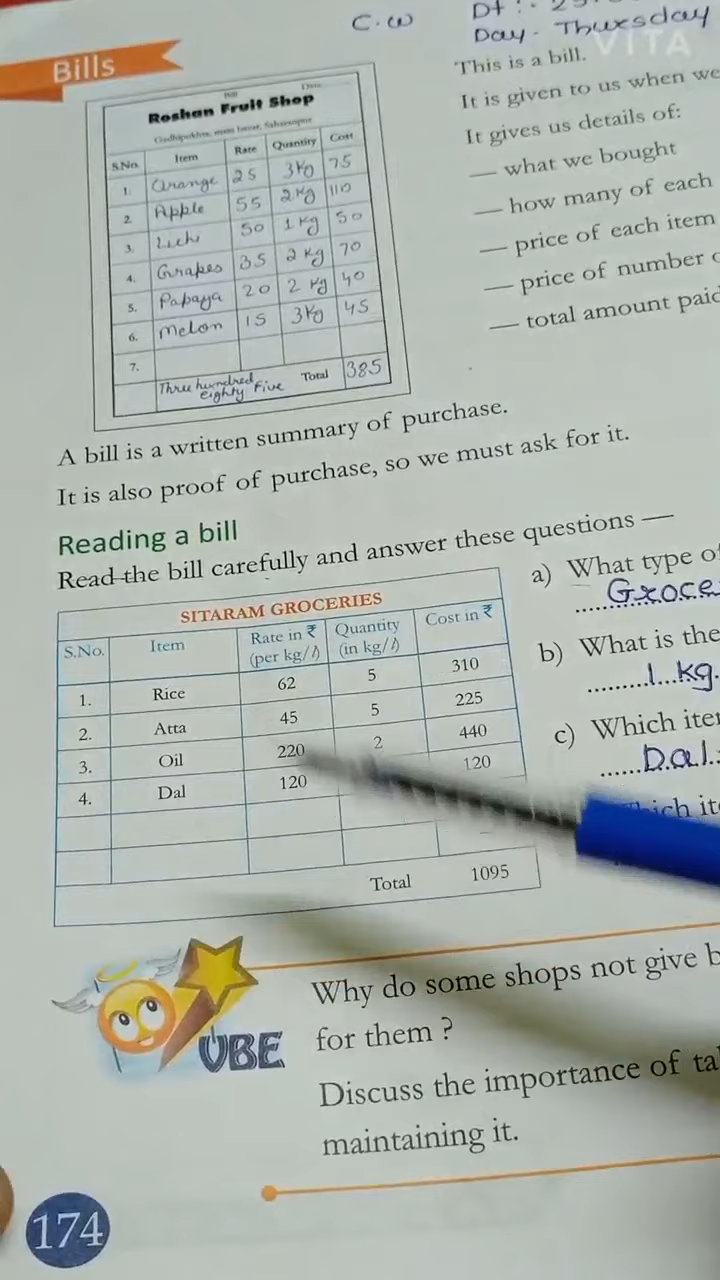 C.W
Dt :- 25
Day - Thursday
VITA
Bills
Bill
Date
Roshan Fruit Shop
S.No. Item Rate Quantity Cost
1. Orange 25 3Kg 75
2. Apple 55 2Kg 110
3. Lichi 50 1Kg 50
4. Grapes 35 2Kg 70
5. Papaya 20 2Kg 40
6. Melon 15 3Kg 45
7.
Three hundred eighty five Total 385
This is a bill.
It is given to us when we
It gives us details of:
— what we bought
— how many of each
— price of each item
— price of number
— total amount paid
A bill is a written summary of purchase.
It is also proof of purchase, so we must ask for it.
Reading a bill
Read the bill carefully and answer these questions —
SITARAM GROCERIES
S.No. Item Rate in ₹ (per kg/l) Quantity (in kg/l) Cost in ₹
1. Rice 62 5 310
2. Atta 45 5 225
3. Oil 220 2 440
4. Dal 120 120
Total 1095
a) What type of
Groce
b) What is the
1 kg.
c) Which ite
Dal.
hich it
VBE
Why do some shops not give b
for them ?
Discuss the importance of ta
maintaining it.
174